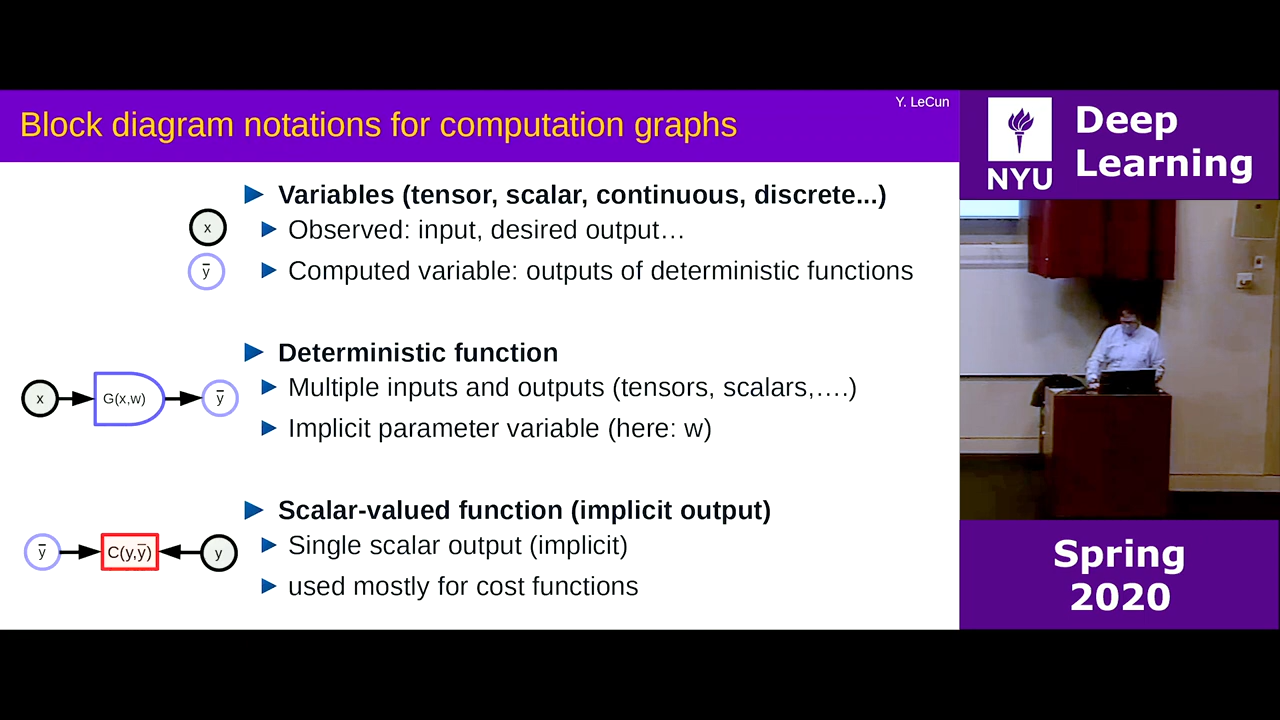 Y. LeCun
Block diagram notations for computation graphs
Variables (tensor, scalar, continuous, discrete...)
x
Observed: input, desired output…
ȳ
Computed variable: outputs of deterministic functions
Deterministic function
Multiple inputs and outputs (tensors, scalars,….)
x
G(x,w)
ȳ
Implicit parameter variable (here: w)
Scalar-valued function (implicit output)
Single scalar output (implicit)
ȳ
C(y,ȳ)
y
used mostly for cost functions
NYU
Deep
Learning
Spring
2020